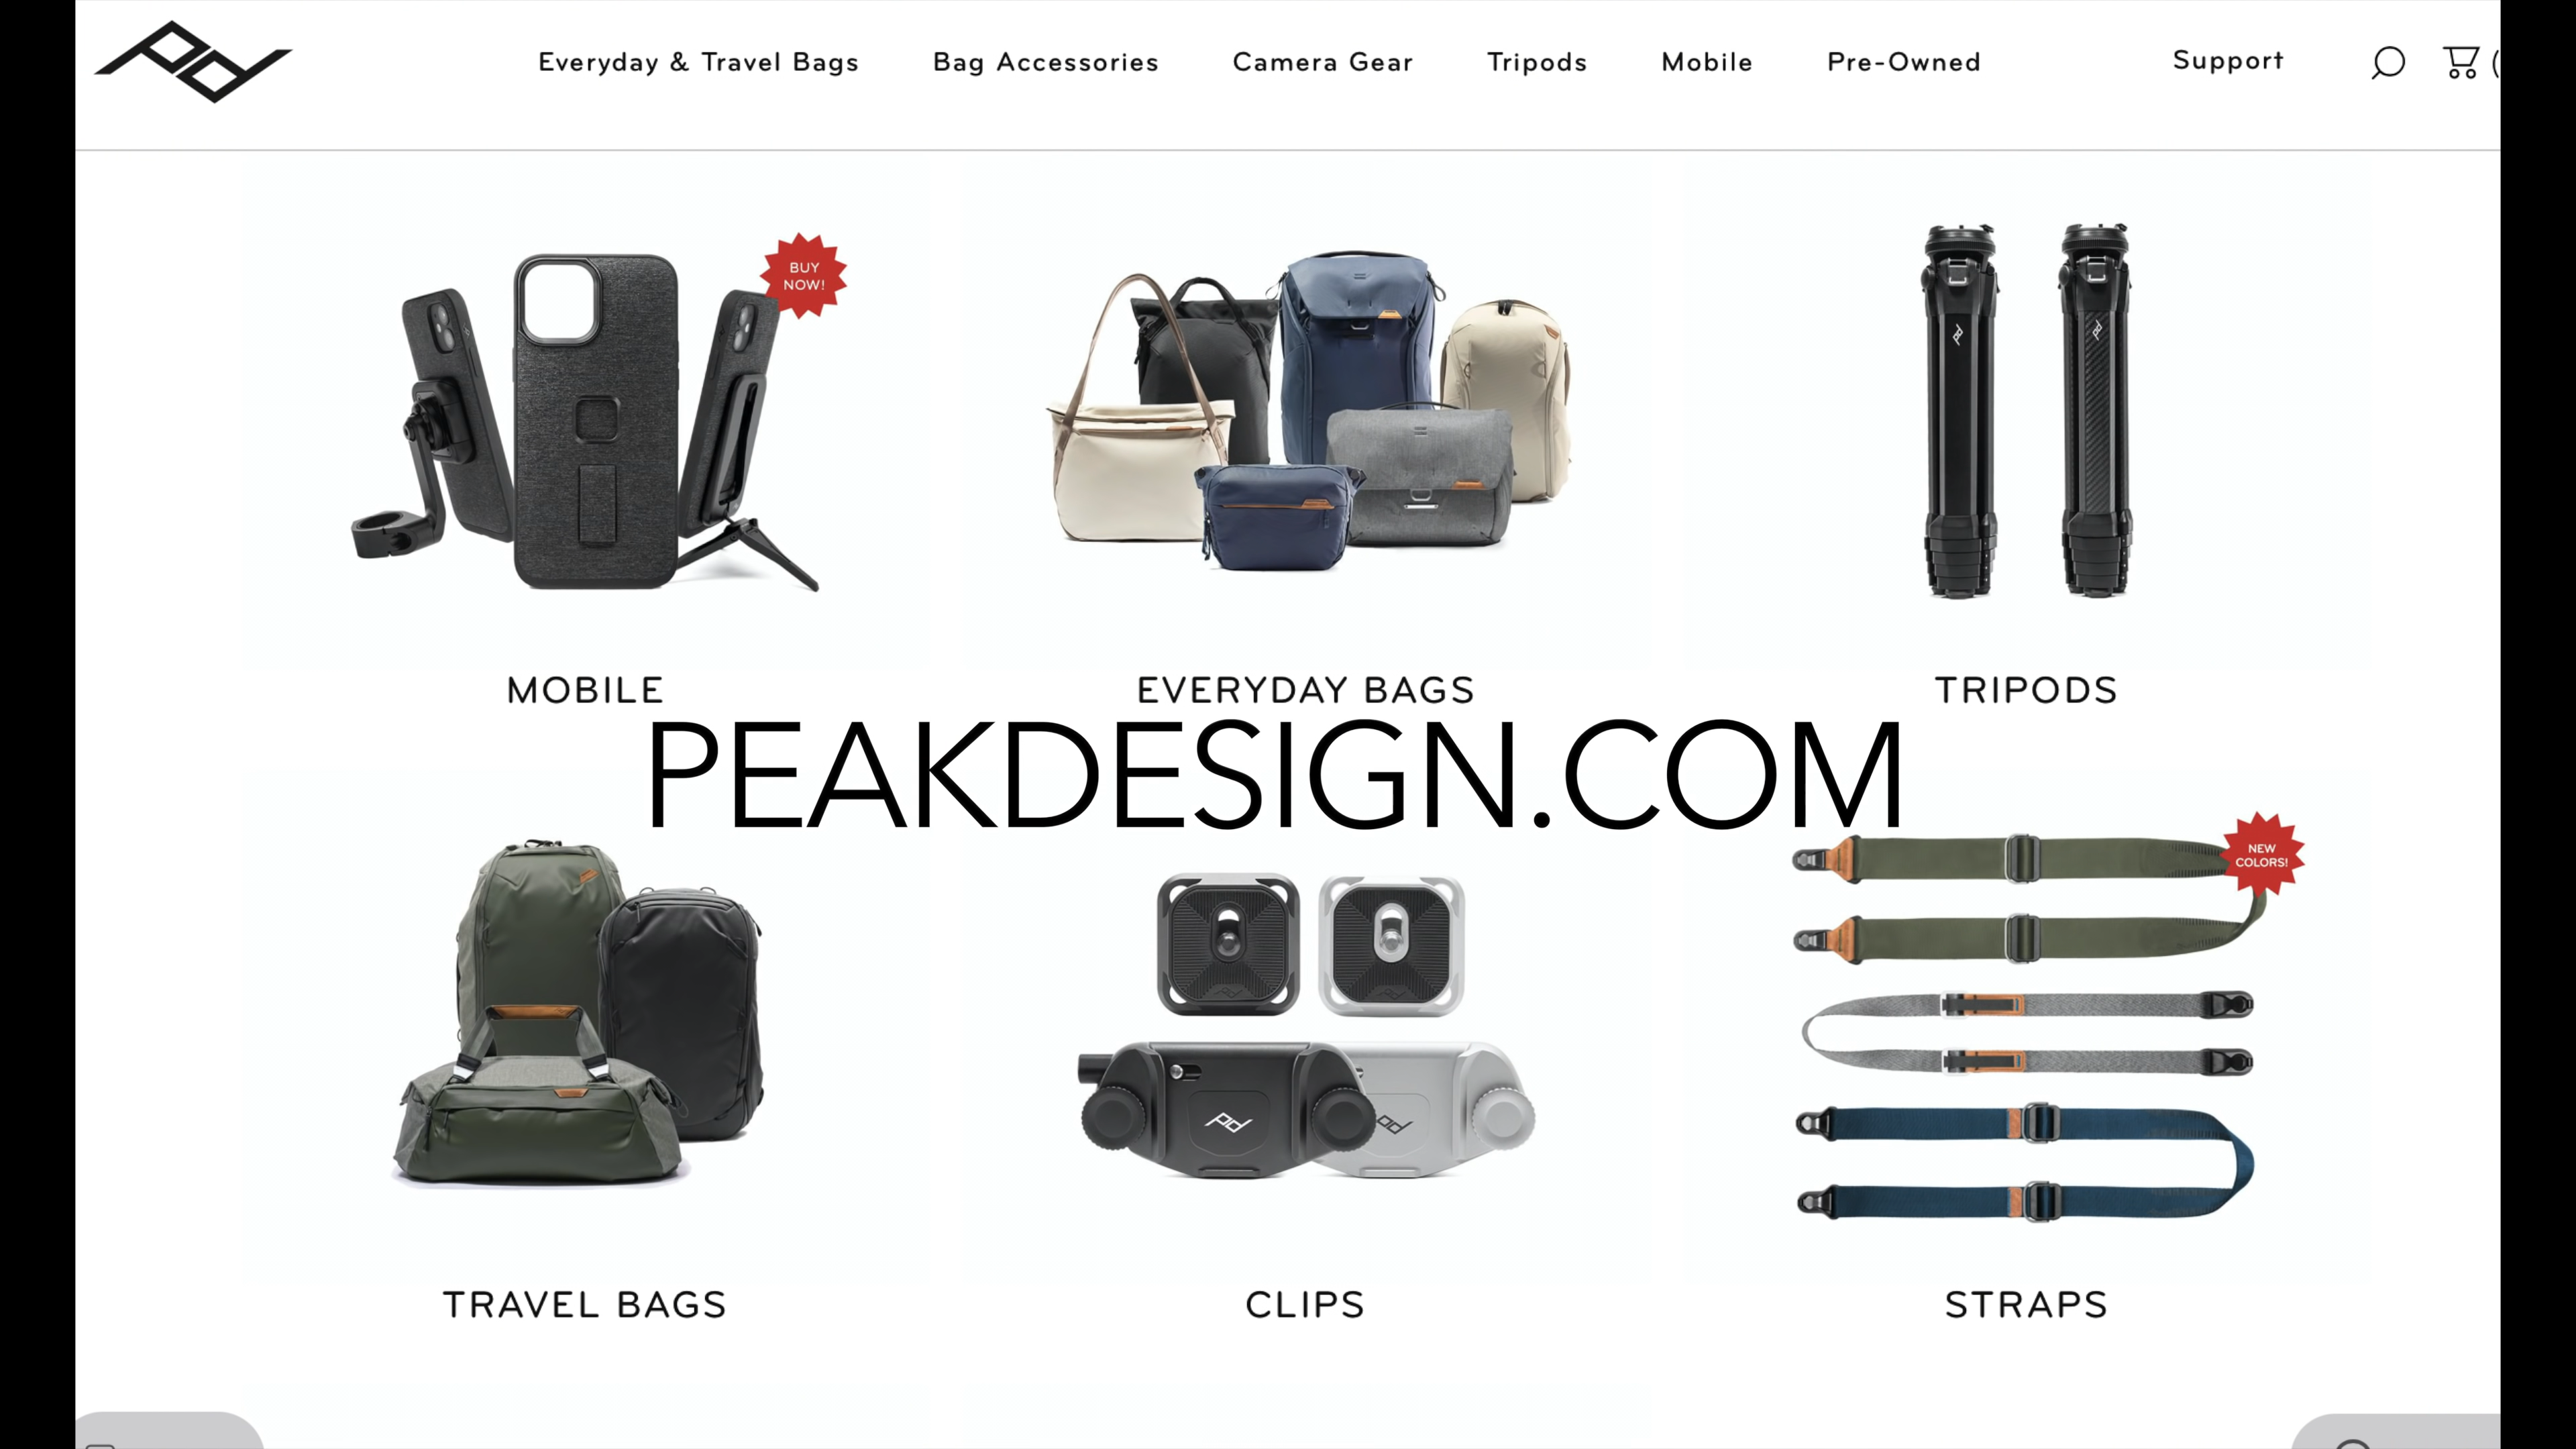 Everyday & Travel Bags
Bag Accessories
Camera Gear
Tripods
Mobile
Pre-Owned
Support
(
BUY
NOW!
MOBILE
EVERYDAY BAGS
TRIPODS
PEAKDESIGN.COM
NEW
COLORS!
TRAVEL BAGS
CLIPS
STRAPS